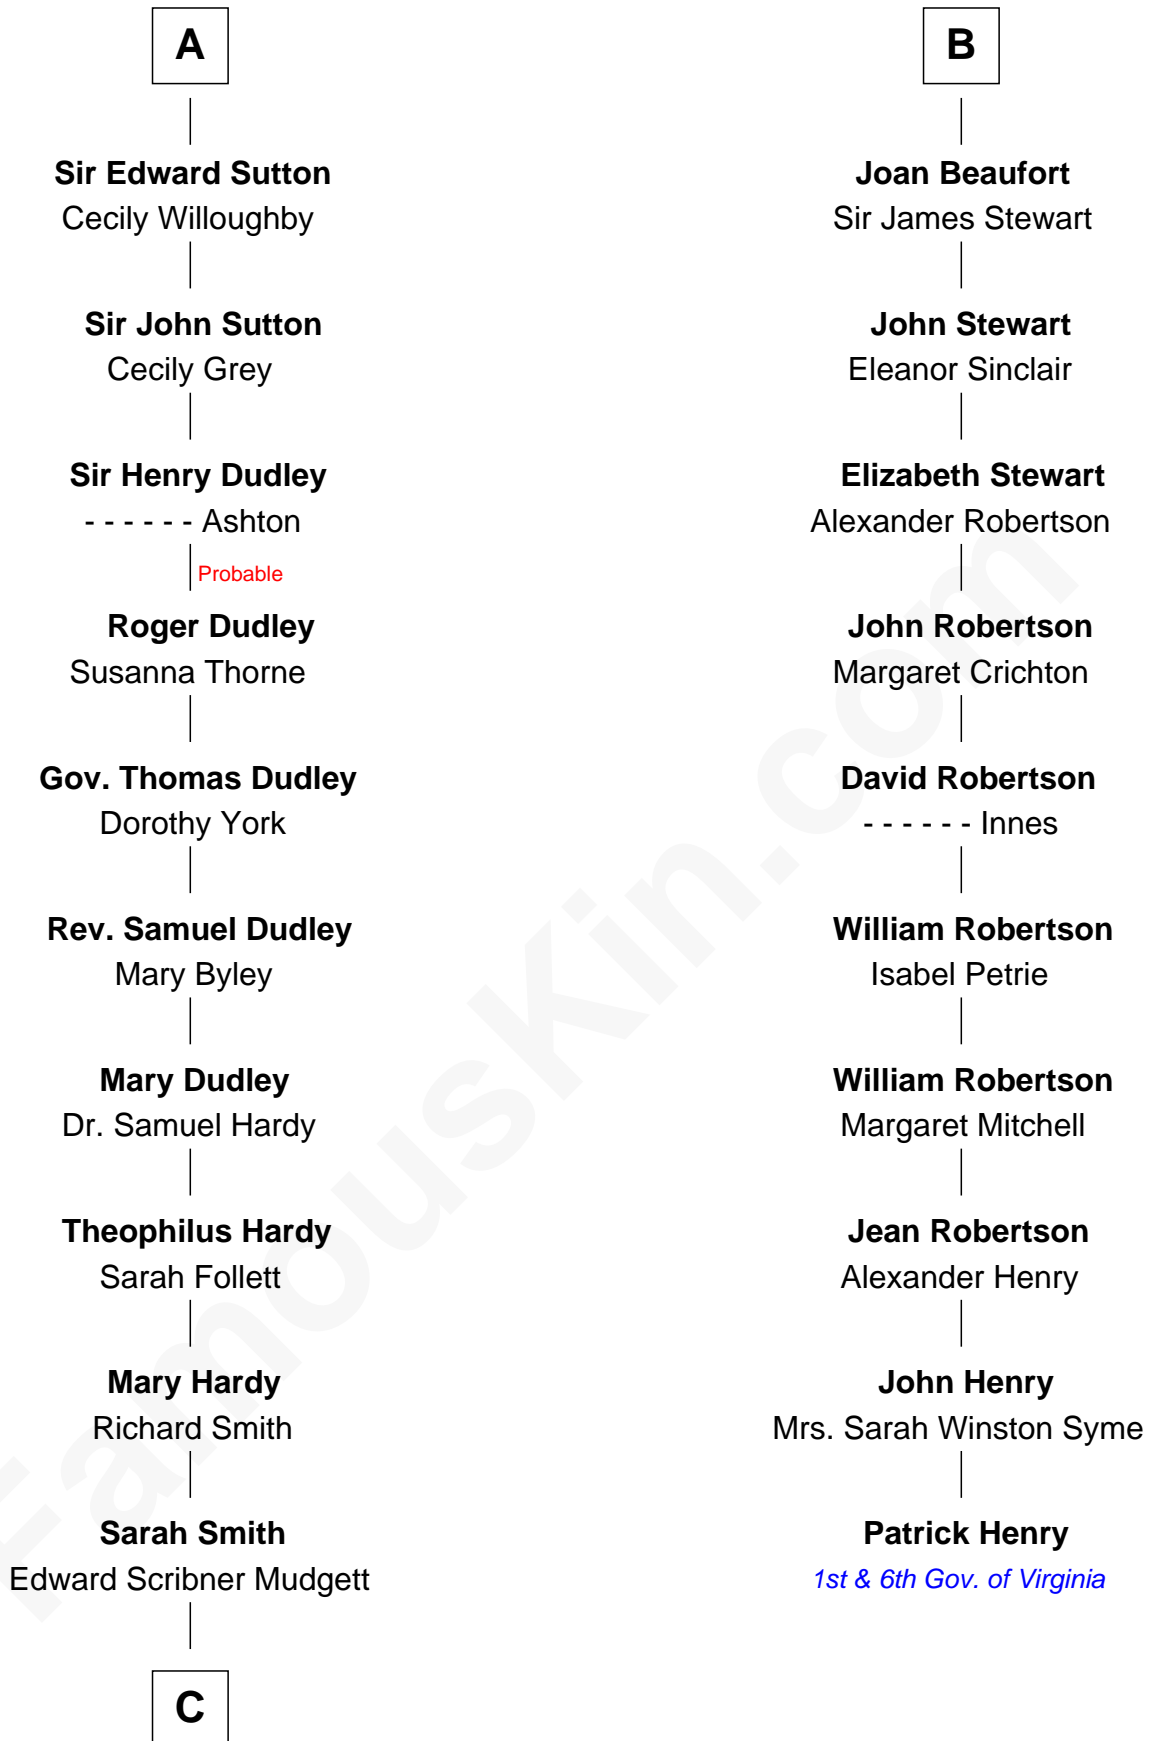 A
Sir Edward Sutton
Cecily Willoughby
Sir John Sutton
Cecily Grey
Sir Henry Dudley
- - - - - - Ashton
Probable
Roger Dudley
Susanna Thorne
Gov. Thomas Dudley
Dorothy York
Rev. Samuel Dudley
Mary Byley
Mary Dudley
Dr. Samuel Hardy
Theophilus Hardy
Sarah Follett
Mary Hardy
Richard Smith
Sarah Smith
Edward Scribner Mudgett
C
B
Joan Beaufort
Sir James Stewart
John Stewart
Eleanor Sinclair
Elizabeth Stewart
Alexander Robertson
John Robertson
Margaret Crichton
David Robertson
- - - - - - Innes
William Robertson
Isabel Petrie
William Robertson
Margaret Mitchell
Jean Robertson
Alexander Henry
John Henry
Mrs. Sarah Winston Syme
Patrick Henry
1st & 6th Gov. of Virginia
FamousKin.com